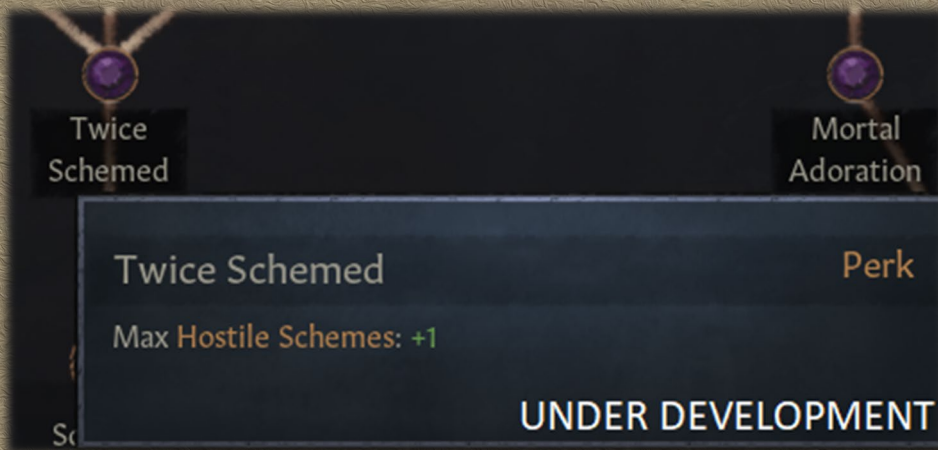 Twice
Schemed
Mortal
Adoration
Twice Schemed
Perk
Max Hostile Schemes: +1
UNDER DEVELOPMENT